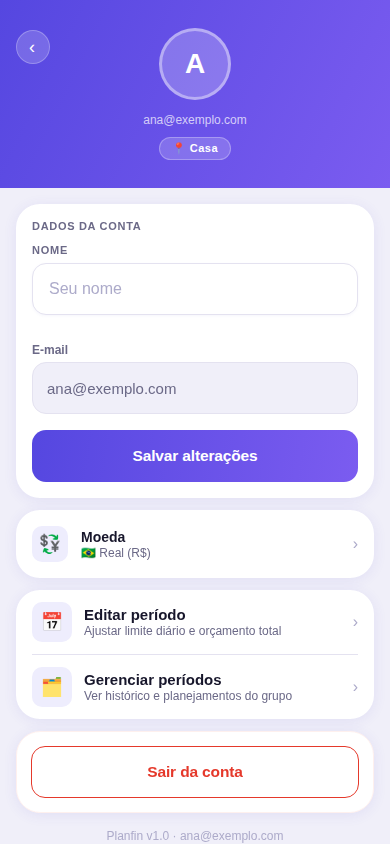 ‹
A
ana@exemplo.com
📍 Casa
DADOS DA CONTA
NOME
Seu nome
E-mail
ana@exemplo.com
Salvar alterações
Moeda
🇧🇷 Real (R$)
›
Editar período
Ajustar limite diário e orçamento total
›
Gerenciar períodos
Ver histórico e planejamentos do grupo
›
Sair da conta
Planfin v1.0 · ana@exemplo.com